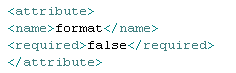 <attribute>
<name>format</name>
<required>false</required>
</attribute>